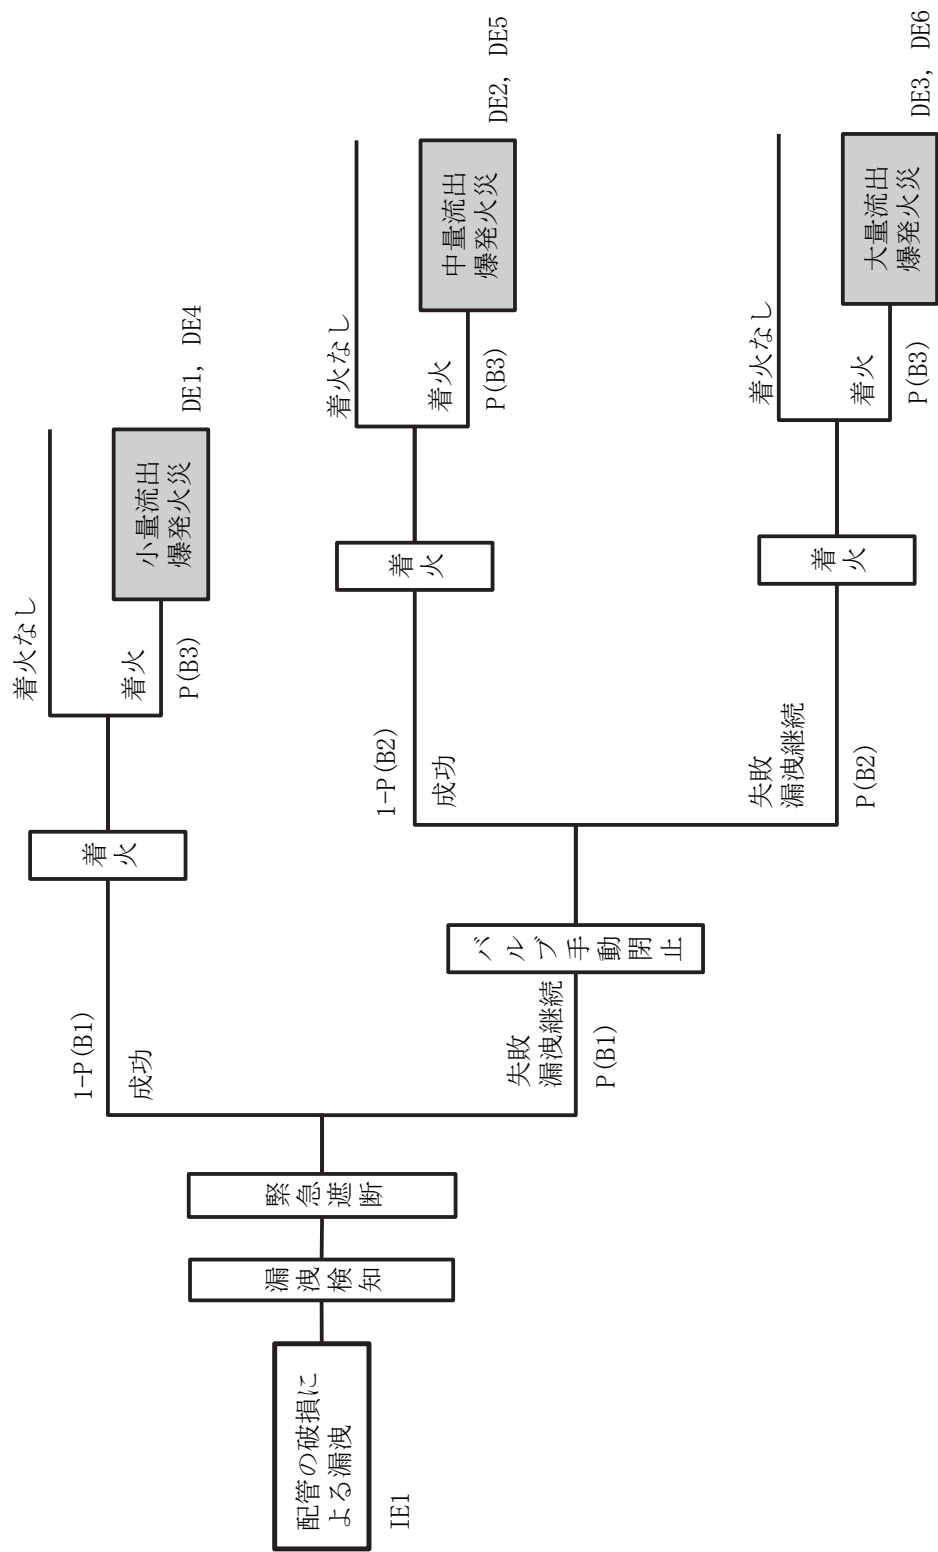 配管の破損に
よる漏洩
IE1
漏洩検知
緊急遮断
1-P(B1)
成功
着火
着火なし
着火
P(B3)
小量流出
爆発火災
DE1, DE4
失敗
漏洩継続
P(B1)
バルブ手動閉止
1-P(B2)
成功
着火
着火なし
着火
P(B3)
中量流出
爆発火災
DE2, DE5
失敗
漏洩継続
P(B2)
着火
着火なし
着火
P(B3)
大量流出
爆発火災
DE3, DE6